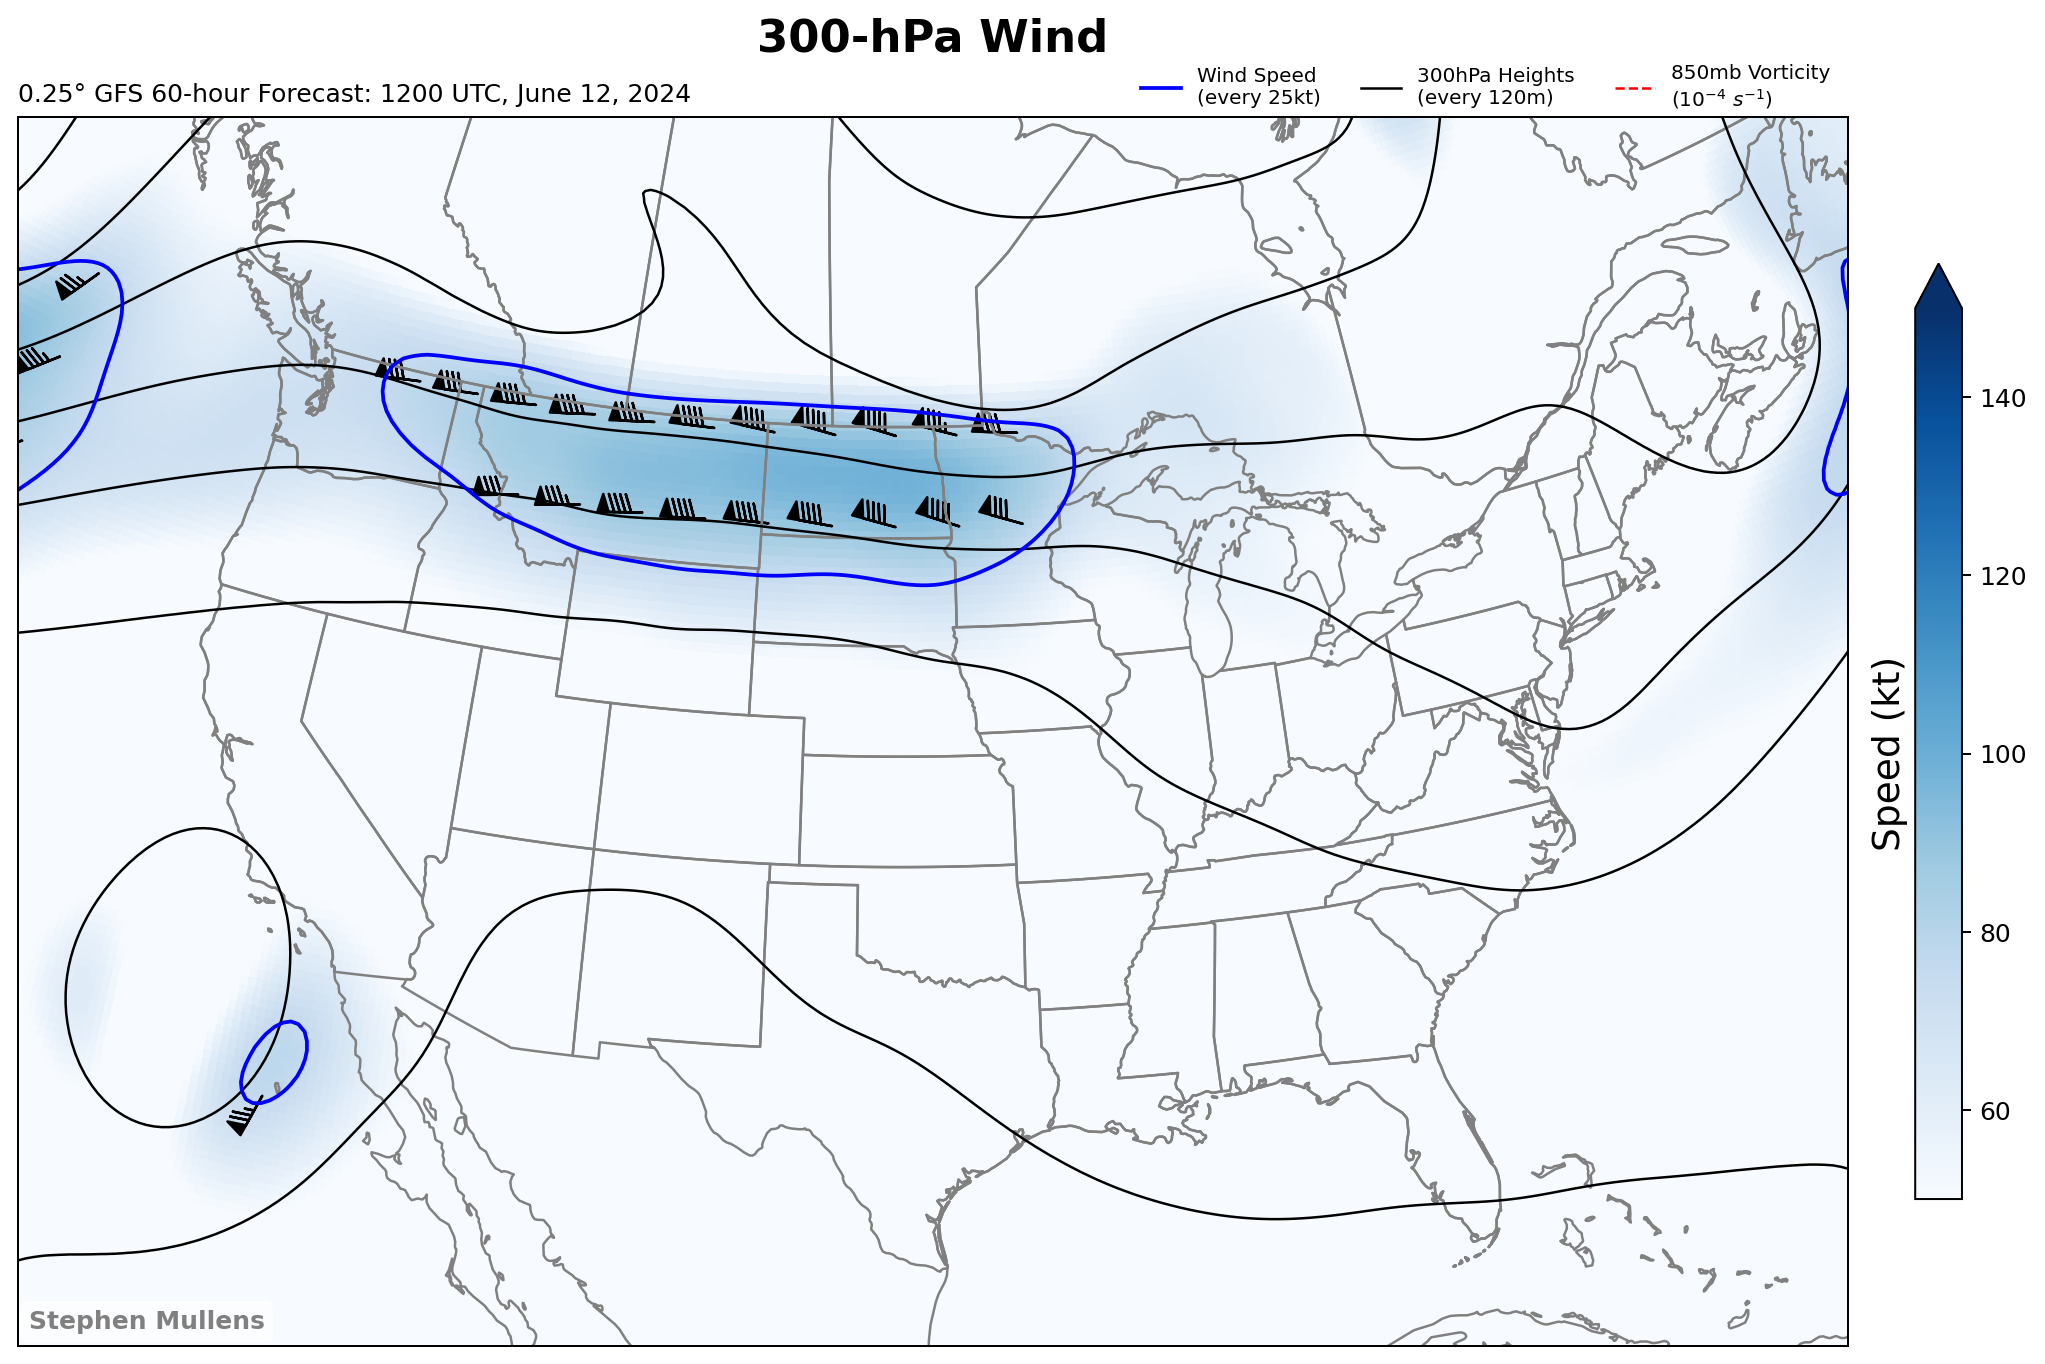 300-hPa Wind
0.25° GFS 60-hour Forecast: 1200 UTC, June 12, 2024
Wind Speed
(every 25kt)
300hPa Heights
(every 120m)
850mb Vorticity
(10⁻⁴ s⁻¹)
140
120
100
80
60
Speed (kt)
Stephen Mullens